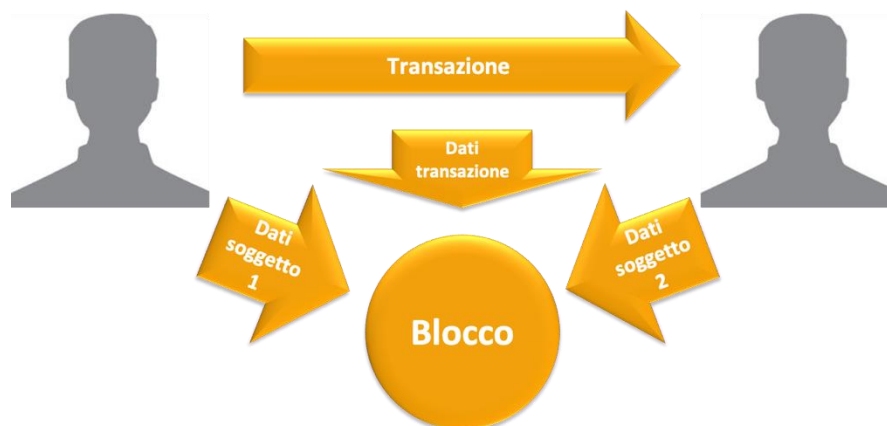 Transazione
Dati
transazione
Dati
soggetto
1
Dati
soggetto
2
Blocco